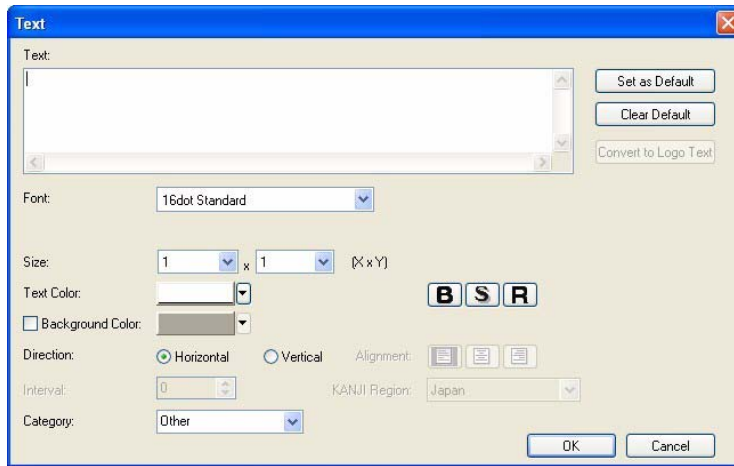 Text
Text:
Set as Default
Clear Default
Convert to Logo Text
Font: 16dot Standard
Size: 1 x 1 (X x Y)
Text Color: B S R
Background Color:
Direction: Horizontal Vertical Alignment:
Interval: 0 KANJI Region: Japan
Category: Other
OK Cancel